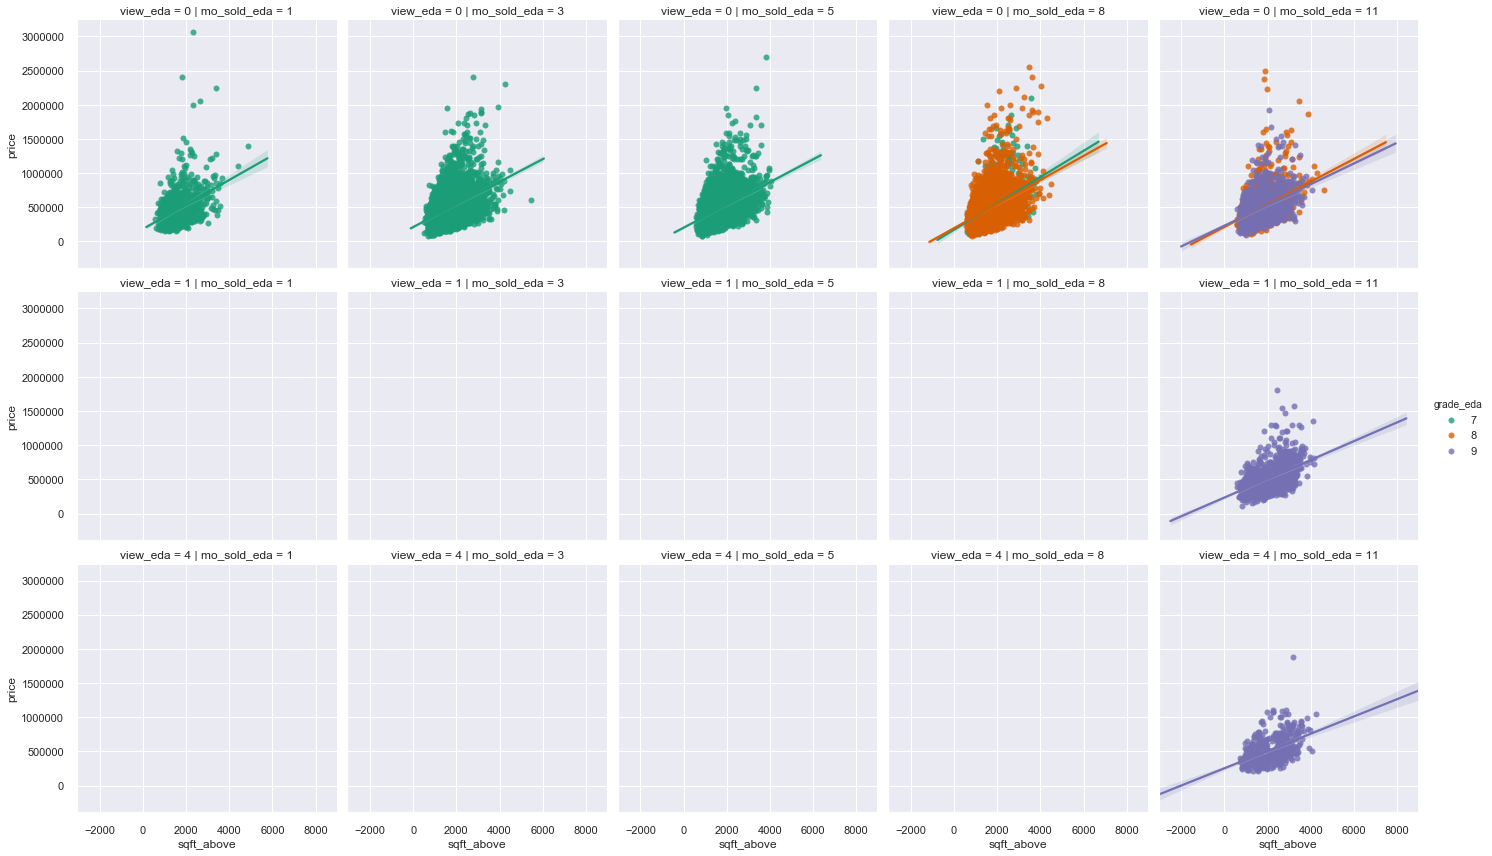 view_eda = 0 | mo_sold_eda = 1
view_eda = 0 | mo_sold_eda = 3
view_eda = 0 | mo_sold_eda = 5
view_eda = 0 | mo_sold_eda = 8
view_eda = 0 | mo_sold_eda = 11
3000000
2500000
2000000
1500000
1000000
500000
0
price
view_eda = 1 | mo_sold_eda = 1
view_eda = 1 | mo_sold_eda = 3
view_eda = 1 | mo_sold_eda = 5
view_eda = 1 | mo_sold_eda = 8
view_eda = 1 | mo_sold_eda = 11
3000000
2500000
2000000
1500000
1000000
500000
0
price
grade_eda
7
8
9
view_eda = 4 | mo_sold_eda = 1
view_eda = 4 | mo_sold_eda = 3
view_eda = 4 | mo_sold_eda = 5
view_eda = 4 | mo_sold_eda = 8
view_eda = 4 | mo_sold_eda = 11
3000000
2500000
2000000
1500000
1000000
500000
0
price
−2000 0 2000 4000 6000 8000
sqft_above
−2000 0 2000 4000 6000 8000
sqft_above
−2000 0 2000 4000 6000 8000
sqft_above
−2000 0 2000 4000 6000 8000
sqft_above
−2000 0 2000 4000 6000 8000
sqft_above